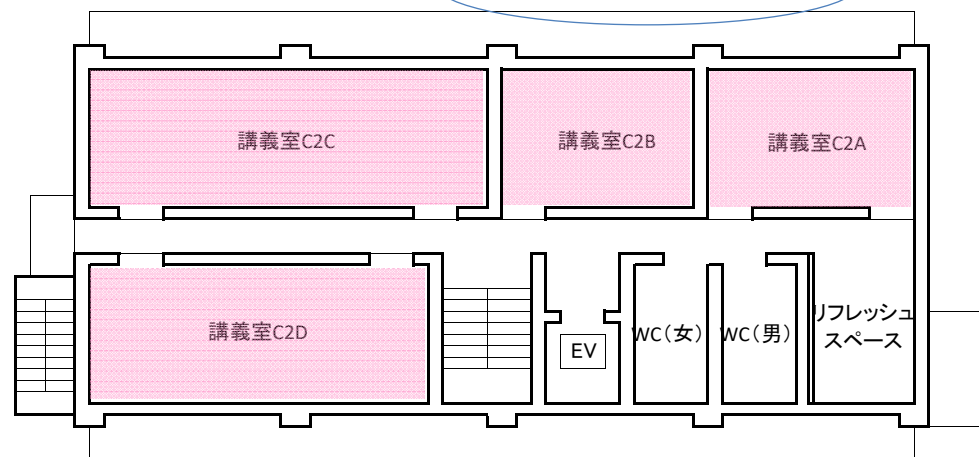 講義室C2C
講義室C2B
講義室C2A
講義室C2D
EV
WC(女)
WC(男)
リフレッシュ
スペース